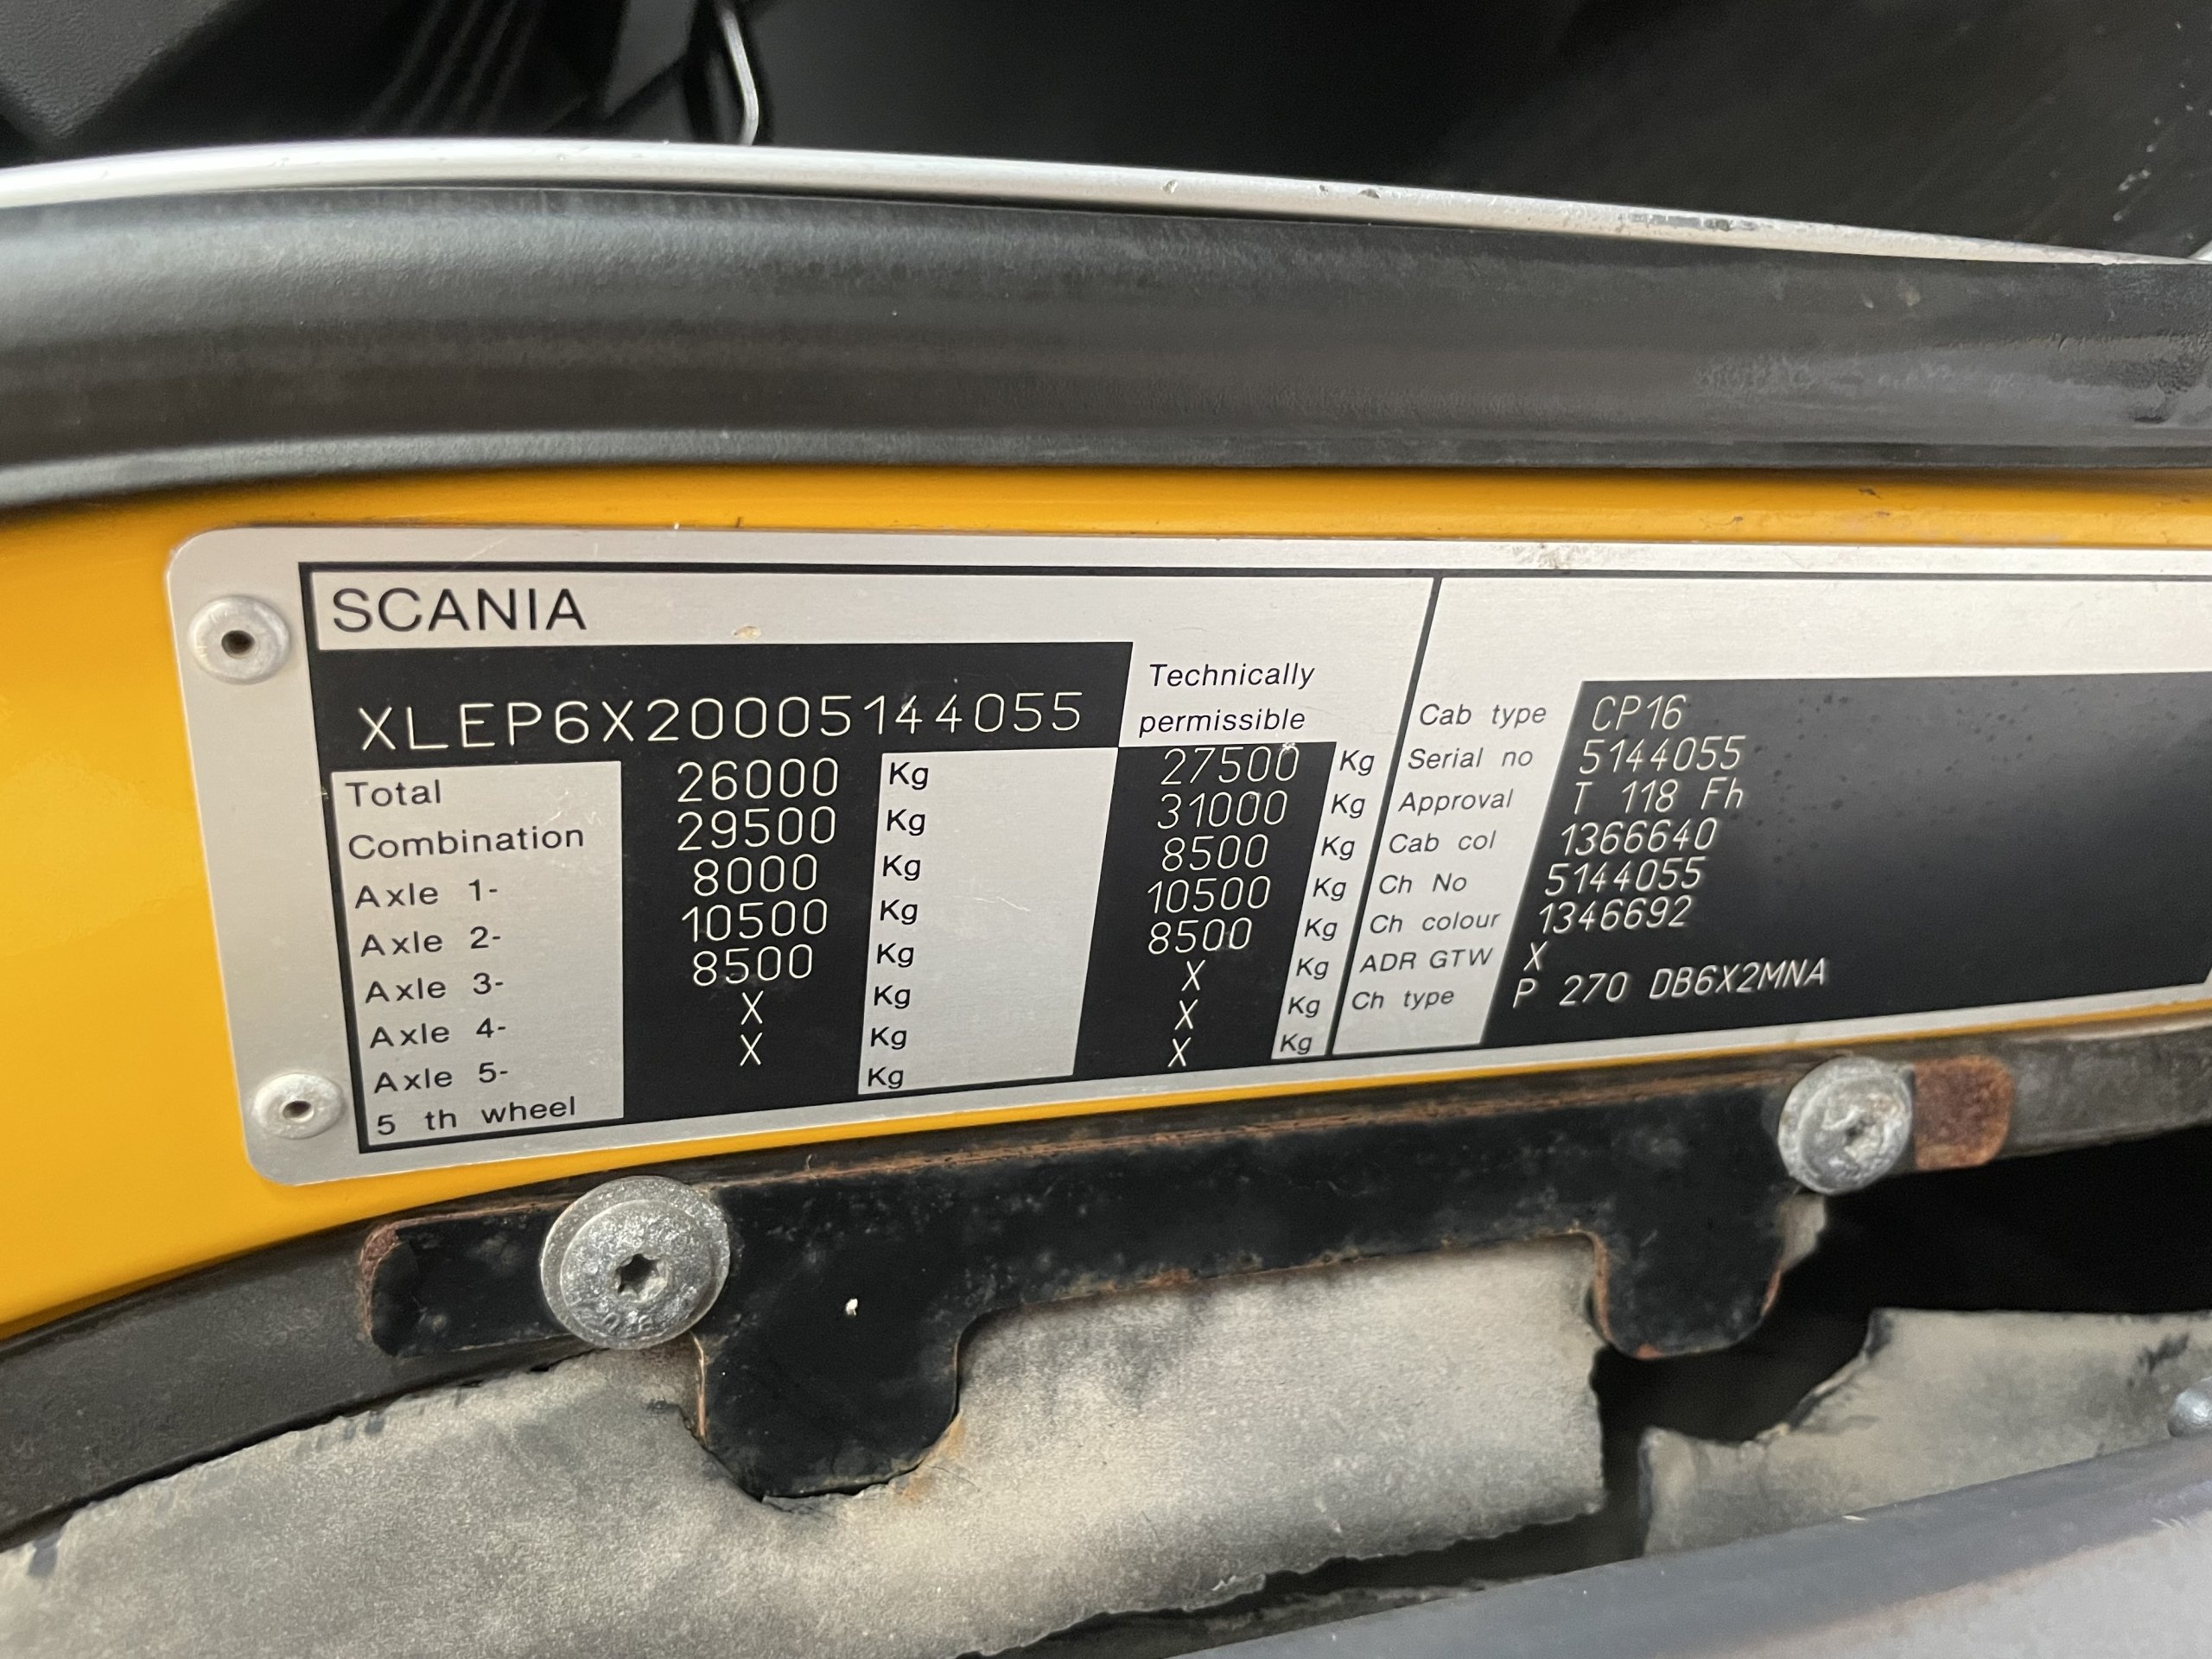 SCANIA
XLEP6X20005144055
Technically
permissible
Total 26000 Kg 27500 Kg
Combination 29500 Kg 31000 Kg
Axle 1- 8000 Kg 8500 Kg
Axle 2- 10500 Kg 10500 Kg
Axle 3- 8500 Kg 8500 Kg
Axle 4- X Kg X Kg
Axle 5- X Kg X Kg
5 th wheel Kg X Kg
Cab type CP16
Serial no 5144055
Approval T 118 Fh
Cab col 1366640
Ch No 5144055
Ch colour 1346692
ADR GTW X
Ch type P 270 DB6X2MNA